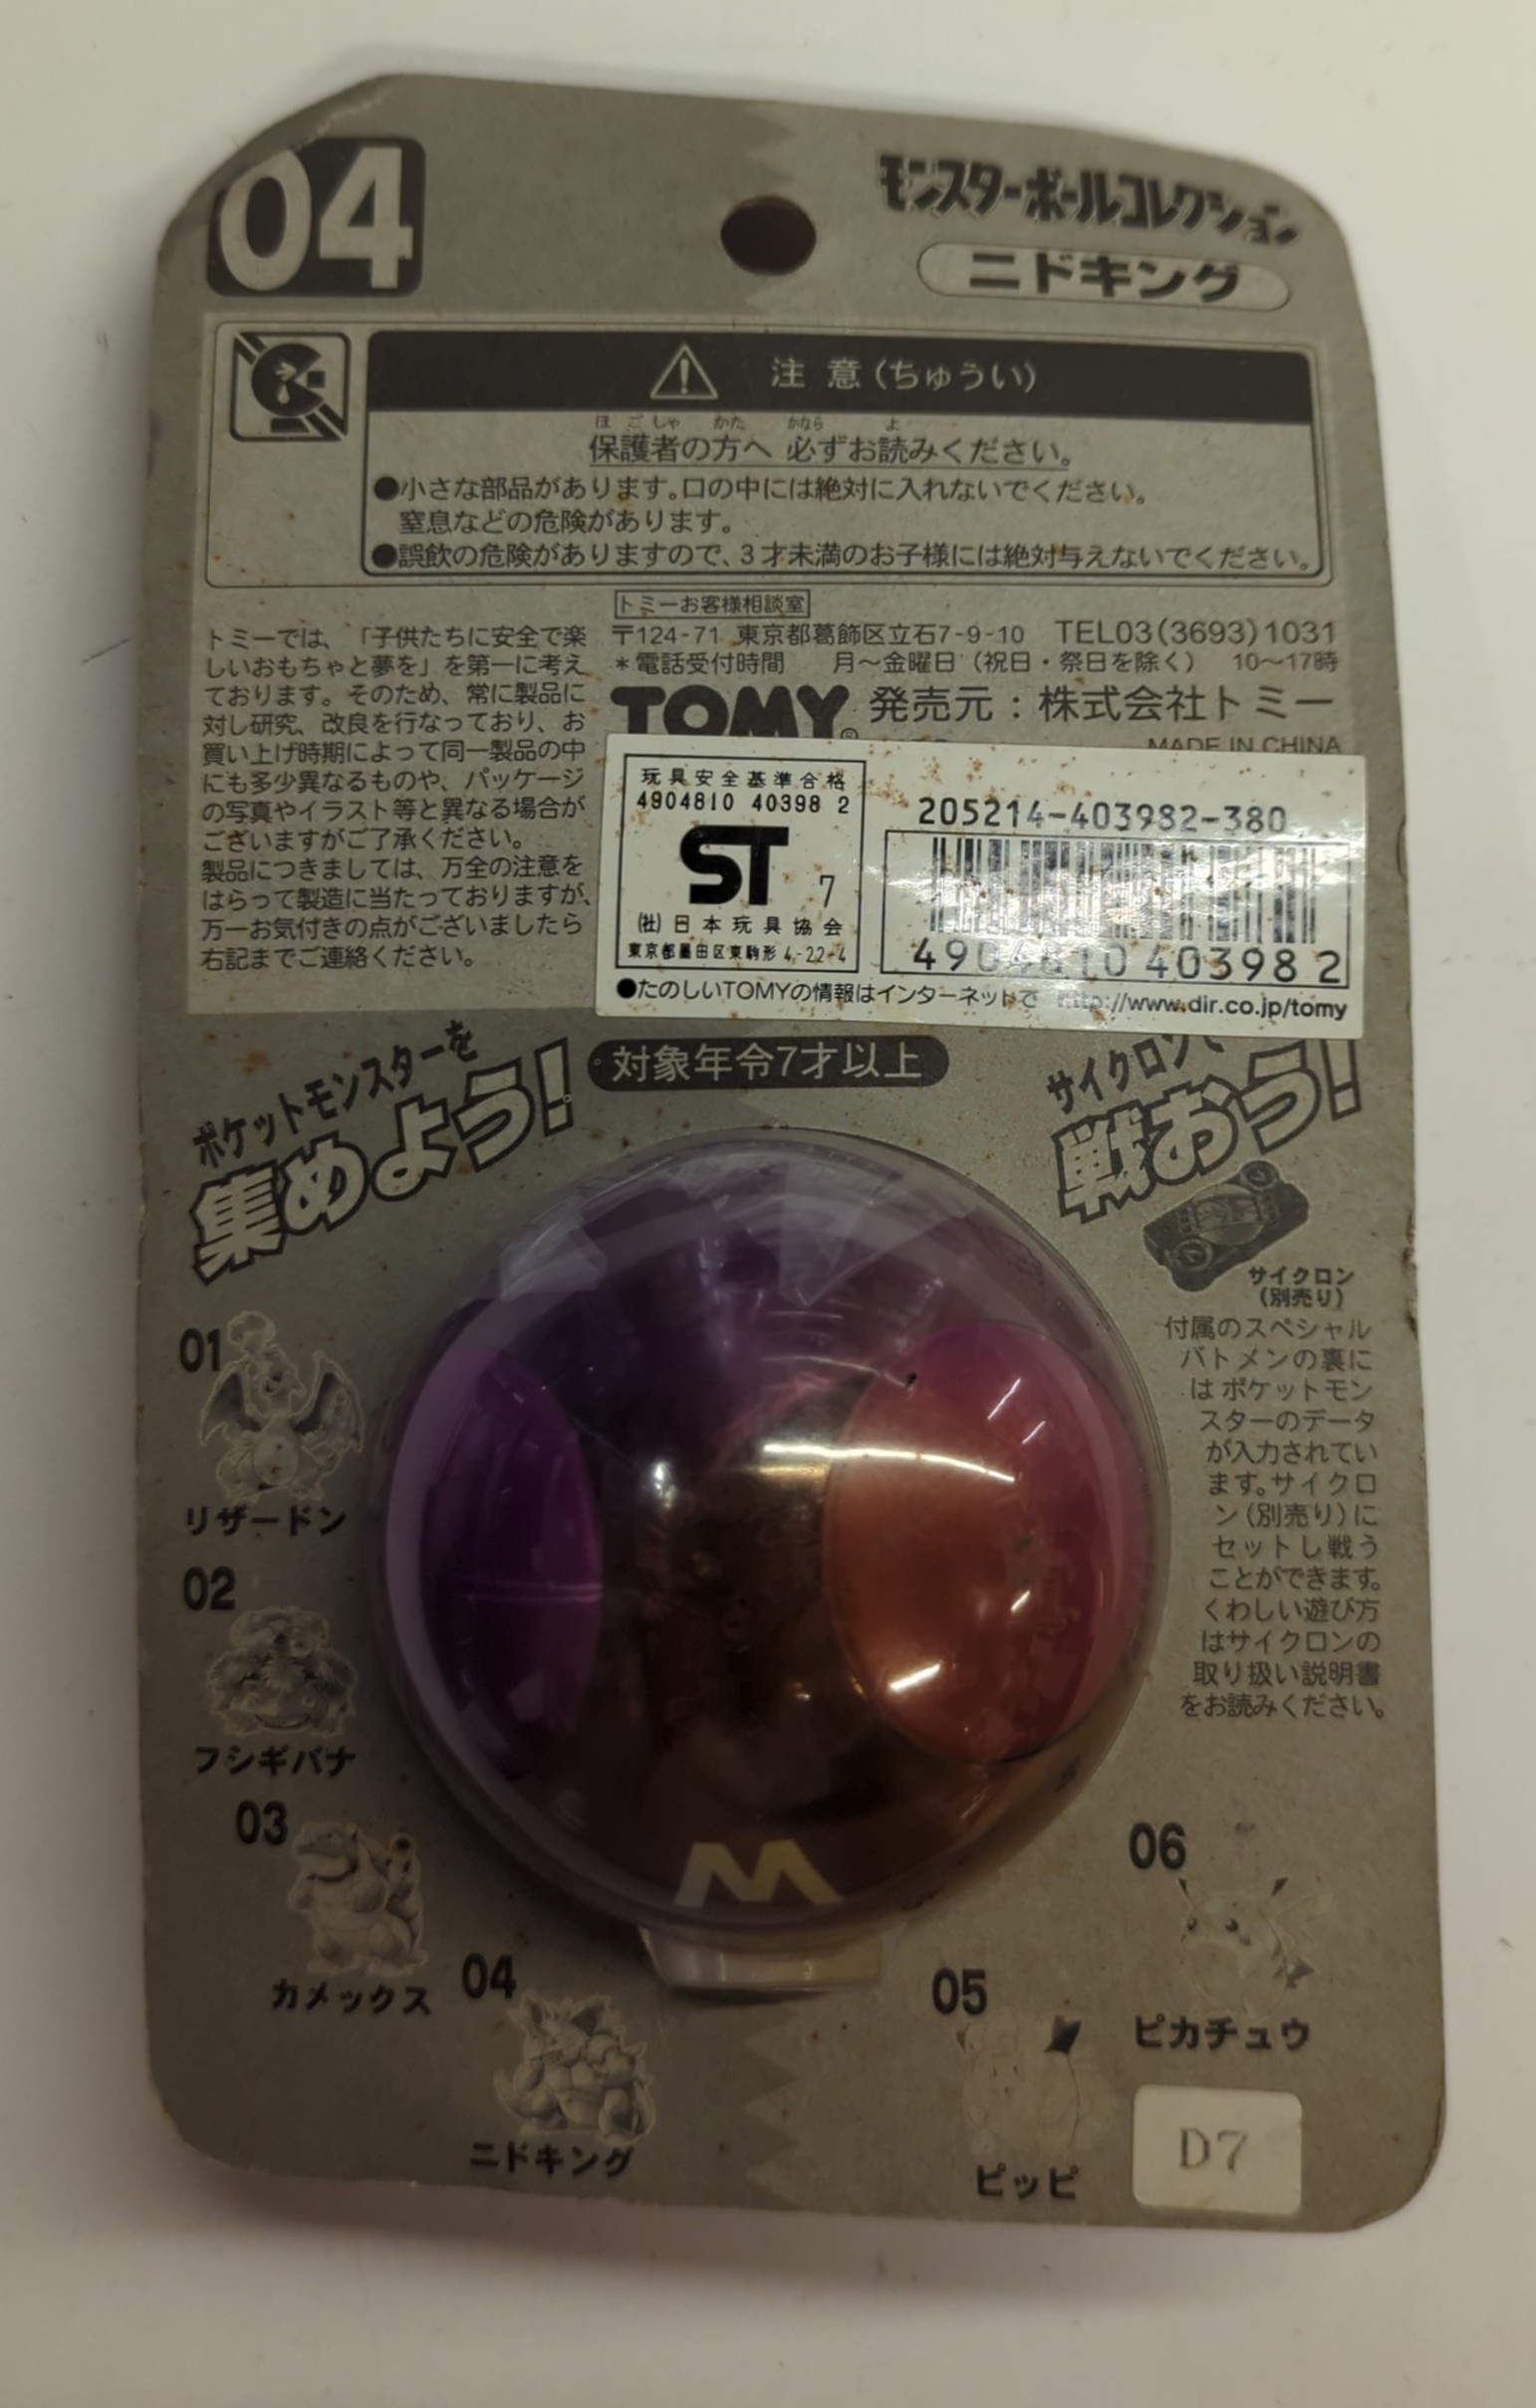 04
モンスターボールコレクション
ニドキング
注意(ちゅうい)
ほごしゃ かた かなら よ
保護者の方へ 必ずお読みください。
●小さな部品があります。口の中には絶対に入れないでください。
窒息などの危険があります。
●誤飲の危険がありますので、3才未満のお子様には絶対与えないでください。
トミーでは、「子供たちに安全で楽
しいおもちゃと夢を」を第一に考え
ております。そのため、常に製品に
対し研究、改良を行なっており、お
買い上げ時期によって同一製品の中
にも多少異なるものや、パッケージ
の写真やイラスト等と異なる場合が
ございますがご了承ください。
製品につきましては、万全の注意を
はらって製造に当たっておりますが、
万一お気付きの点がございましたら
右記までご連絡ください。
トミーお客様相談室
〒124-71 東京都葛飾区立石7-9-10 TEL03(3693)1031
*電話受付時間 月〜金曜日(祝日・祭日を除く) 10〜17時
TOMY® 発売元:株式会社トミー
MADE IN CHINA
玩具安全基準合格
4904810 40398 2
ST 7
(社)日本玩具協会
東京都墨田区東駒形4-22-4
205214-403982-380
4904810403982
●たのしいTOMYの情報はインターネットで http://www.dir.co.jp/tomy
対象年令7才以上
ポケットモンスターを
集めよう!
サイクロンで
戦おう!
サイクロン
(別売り)
付属のスペシャル
バトメンの裏に
はポケットモン
スターのデータ
が入力されてい
ます。サイクロ
ン(別売り)に
セットし戦う
ことができます。
くわしい遊び方
はサイクロンの
取り扱い説明書
をお読みください。
01
リザードン
02
フシギバナ
03
カメックス
04
ニドキング
05
ピッピ
06
ピカチュウ
M
D7